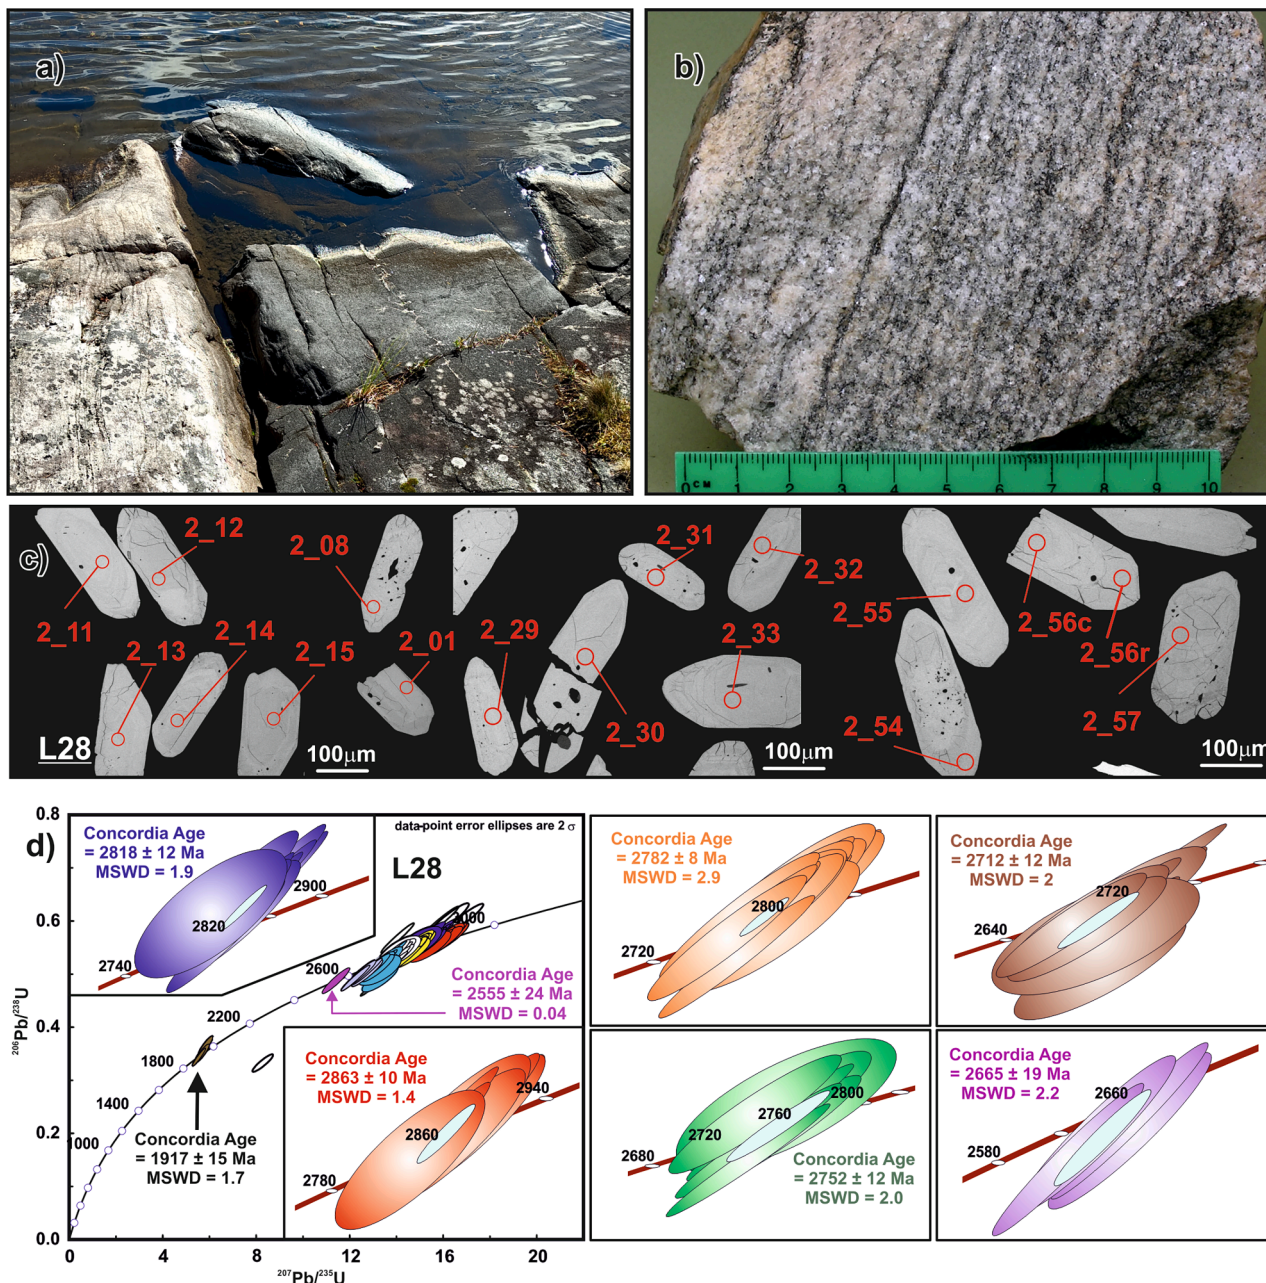 a)
b)
0 CM 1 2 3 4 5 6 7 8 9 10
c)
2_12
2_08
2_31
2_32
2_55
2_56c
2_11
2_13
2_14
2_15
2_01
2_29
2_33
2_56r
2_30
2_54
2_57
L28
100μm
100μm
100μm
d)
0.8
0.6
0.4
0.2
0.0
²⁰⁶Pb/²³⁸U
0 4 8 12 16 20
²⁰⁷Pb/²³⁵U
data-point error ellipses are 2 σ
L28
Concordia Age
= 2818 ± 12 Ma
MSWD = 1.9
2900
2820
2740
2600
2200
1800
1400
Concordia Age
= 2555 ± 24 Ma
MSWD = 0.04
Concordia Age
= 1917 ± 15 Ma
MSWD = 1.7
Concordia Age
= 2863 ± 10 Ma
MSWD = 1.4
2940
2860
2780
Concordia Age
= 2782 ± 8 Ma
MSWD = 2.9
2800
2720
Concordia Age
= 2712 ± 12 Ma
MSWD = 2
2720
2640
2800
2760
2720
2680
Concordia Age
= 2752 ± 12 Ma
MSWD = 2.0
Concordia Age
= 2665 ± 19 Ma
MSWD = 2.2
2660
2580